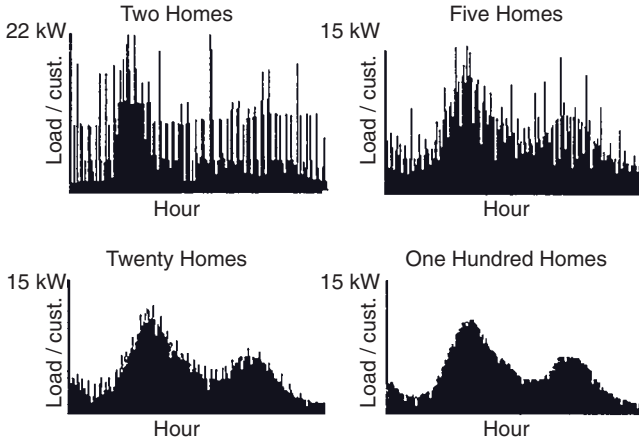 Two Homes
22 kW
Load / cust.
Hour
Five Homes
15 kW
Load / cust.
Hour
Twenty Homes
15 kW
Load / cust.
Hour
One Hundred Homes
15 kW
Load / cust.
Hour